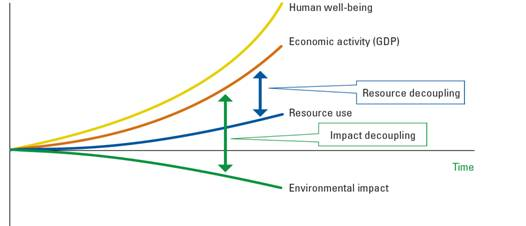 Human well-being
Economic activity (GDP)
Resource decoupling
Resource use
Impact decoupling
Time
Environmental impact